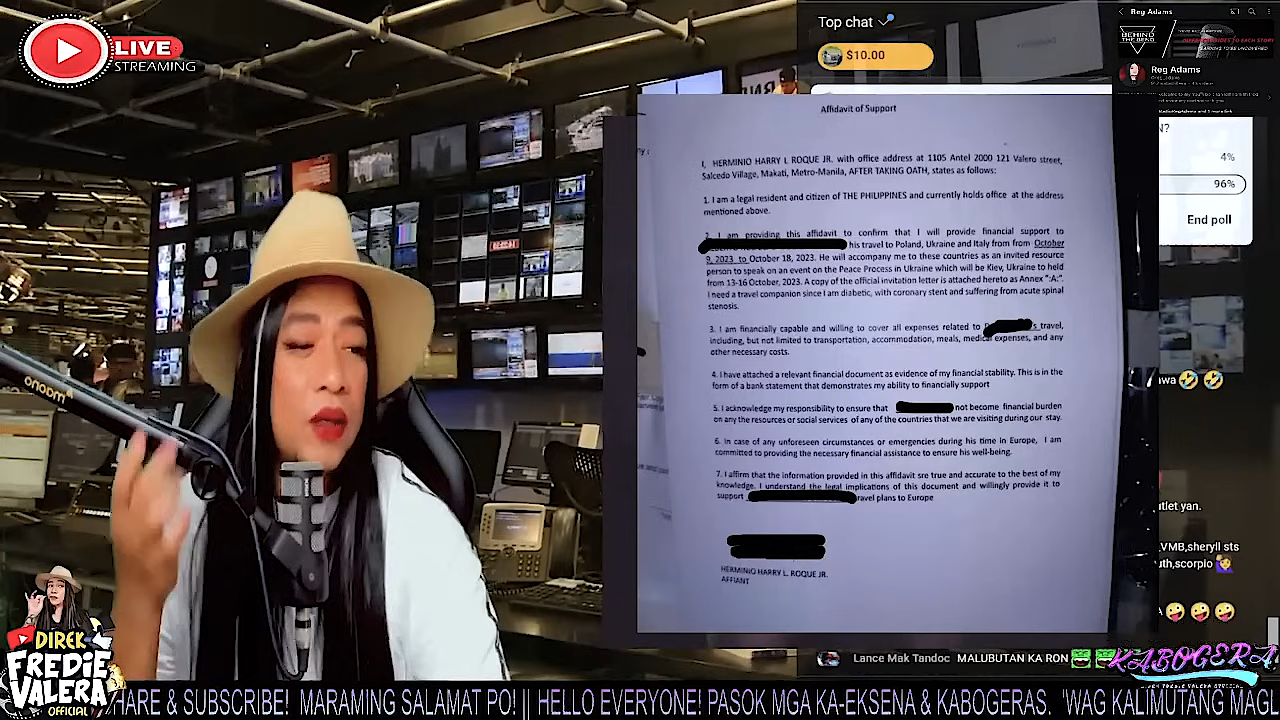 LIVE
STREAMING
Top chat
$10.00
Reg Adams
BEHIND
Reg Adams
N?
4%
96%
End poll
Affidavit of Support
I, HERMINIO HARRY L ROQUE JR. with office address at 1105 Antel 2000 121 Valero street,
Salcedo Village, Makati, Metro-Manila, AFTER TAKING OATH, states as follows:
1. I am a legal resident and citizen of THE PHILIPPINES and currently holds office at the address
mentioned above.
2. I am providing this affidavit to confirm that I will provide financial support to
his travel to Poland, Ukraine and Italy from from October
9, 2023 to October 18, 2023. He will accompany me to these countries as an invited resource
person to speak on an event on the Peace Process in Ukraine which will be Kiev, Ukraine to held
from 13-16 October, 2023. A copy of the official invitation letter is attached hereto as Annex ":A:".
I need a travel companion since I am diabetic, with coronary stent and suffering from acute spinal
stenosis.
3. I am financially capable and willing to cover all expenses related to s travel,
including, but not limited to transportation, accommodation, meals, medical expenses, and any
other necessary costs.
4. I have attached a relevant financial document as evidence of my financial stability. This is in the
form of a bank statement that demonstrates my ability to financially support
5. I acknowledge my responsibility to ensure that not become financial burden
on any the resources or social services of any of the countries that we are visiting during our stay.
6. In case of any unforeseen circumstances or emergencies during his time in Europe, I am
committed to providing the necessary financial assistance to ensure his well-being.
7. I affirm that the information provided in this affidavit sre true and accurate to the best of my
knowledge. I understand the legal implications of this document and willingly provide it to
support ravel plans to Europe
HERMINIO HARRY L. ROQUE JR.
AFFIANT
awa 🤣 🤣
utlet yan.
VMB,sheryll sts
uth,scorpio
🤪 🤪 🤪
Lance Mak Tandoc MALUBUTAN KA RON
KABOGERA
maono
DIREK
FREDiE
VALERA
OFFICIAL
HARE & SUBSCRIBE! MARAMING SALAMAT PO! || HELLO EVERYONE! PASOK MGA KA-EKSENA & KABOGERAS. 'WAG KALIMUTANG MAGL